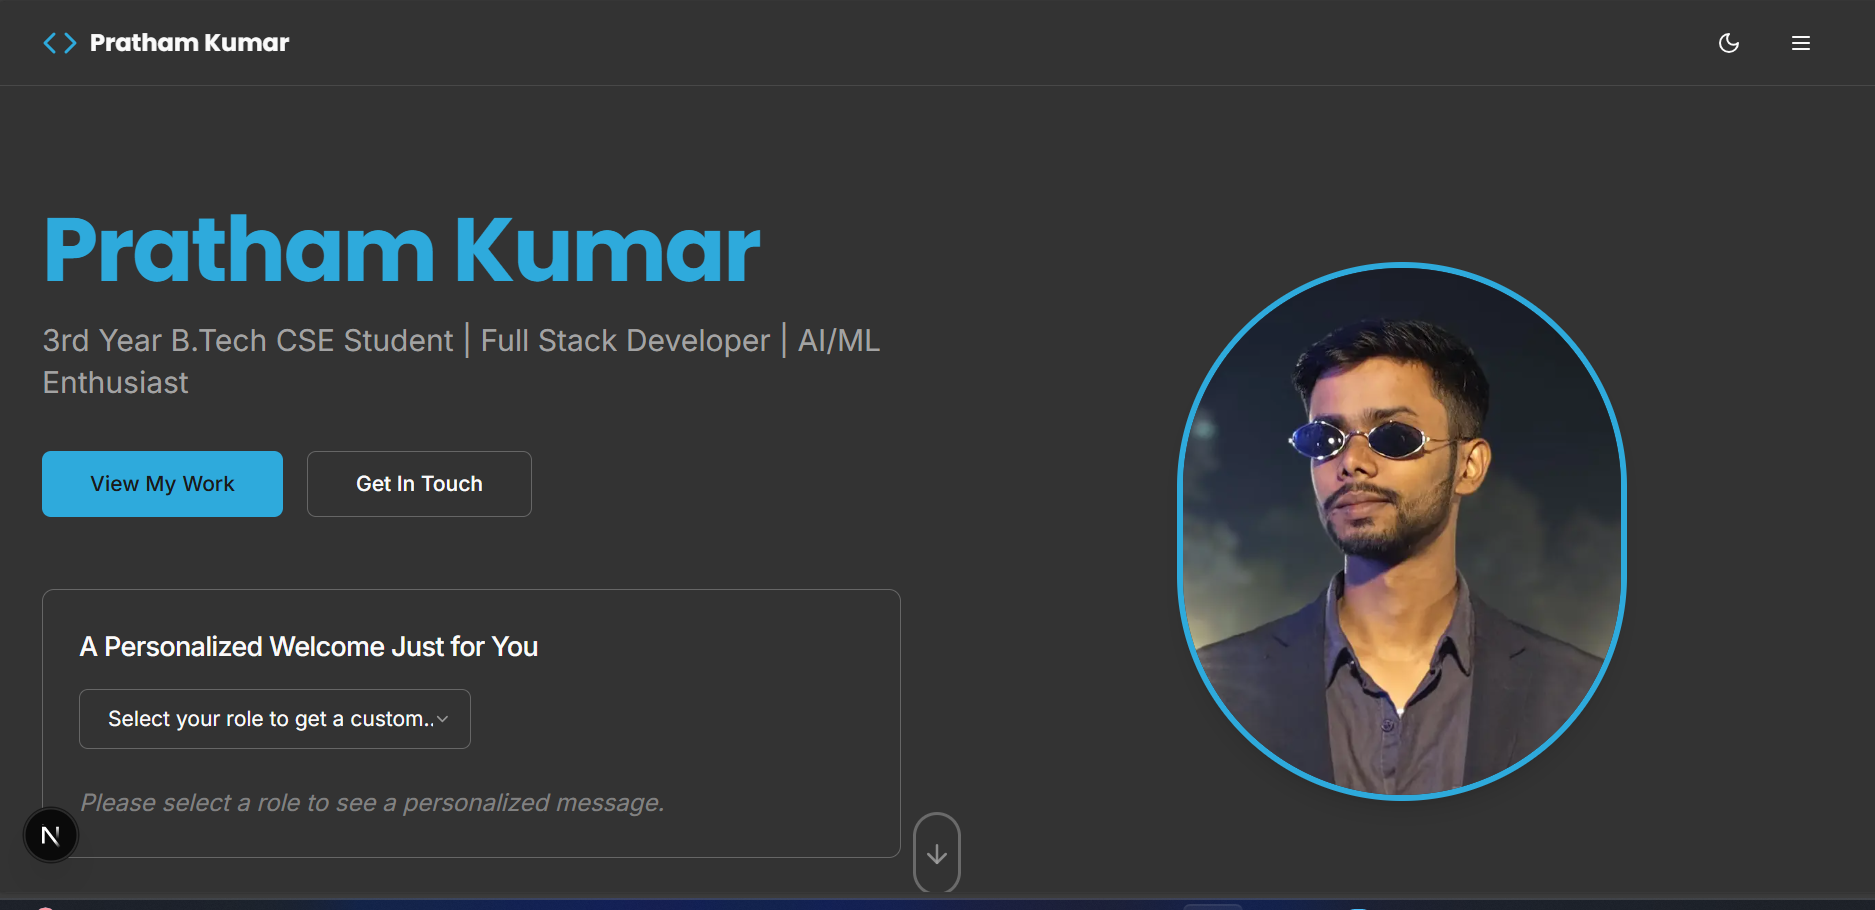 Pratham Kumar
Pratham Kumar
3rd Year B.Tech CSE Student | Full Stack Developer | AI/ML
Enthusiast
View My Work
Get In Touch
A Personalized Welcome Just for You
Select your role to get a custom..
Please select a role to see a personalized message.
N